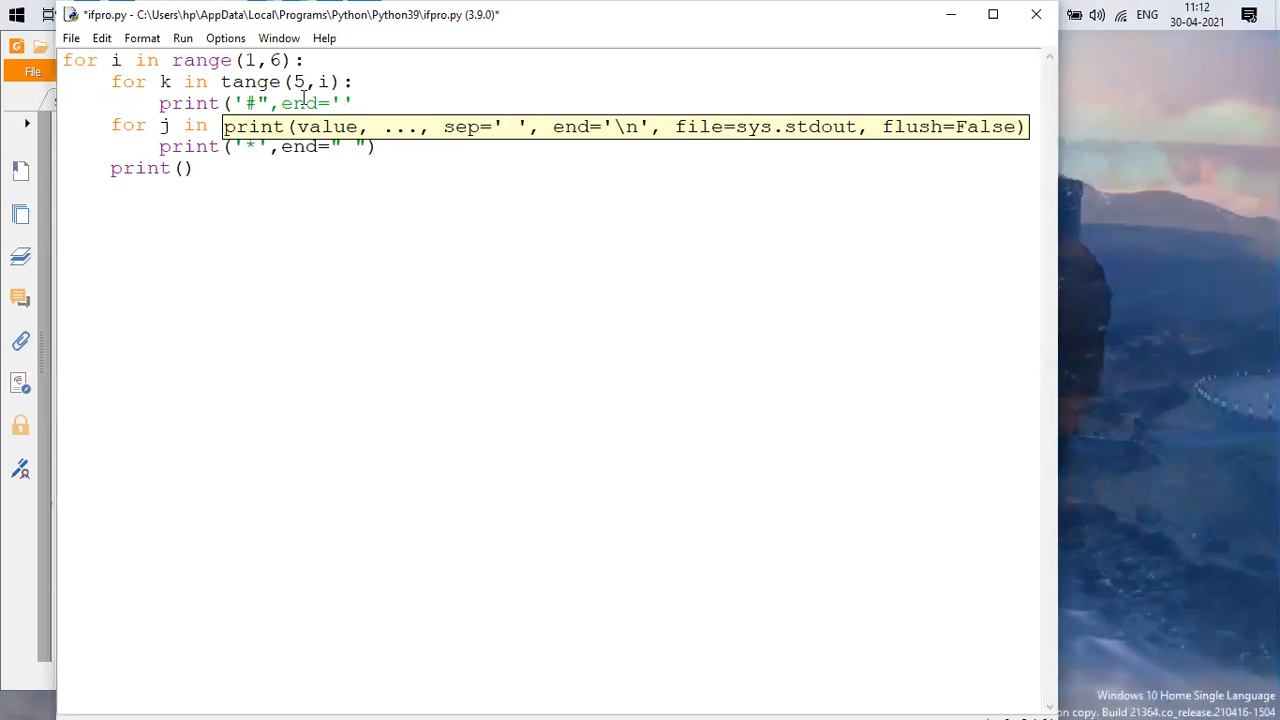 *ifpro.py - C:\Users\hp\AppData\Local\Programs\Python\Python39\ifpro.py (3.9.0)*
ENG
11:12
30-04-2021
File Edit Format Run Options Window Help
File
for i in range(1,6):
for k in tange(5,i):
print('#",end=''
for j in
print(value, ..., sep=' ', end='\n', file=sys.stdout, flush=False)
print('*',end=" ")
print()
Windows 10 Home Single Language
on copy. Build 21364.co_release.210416-1504